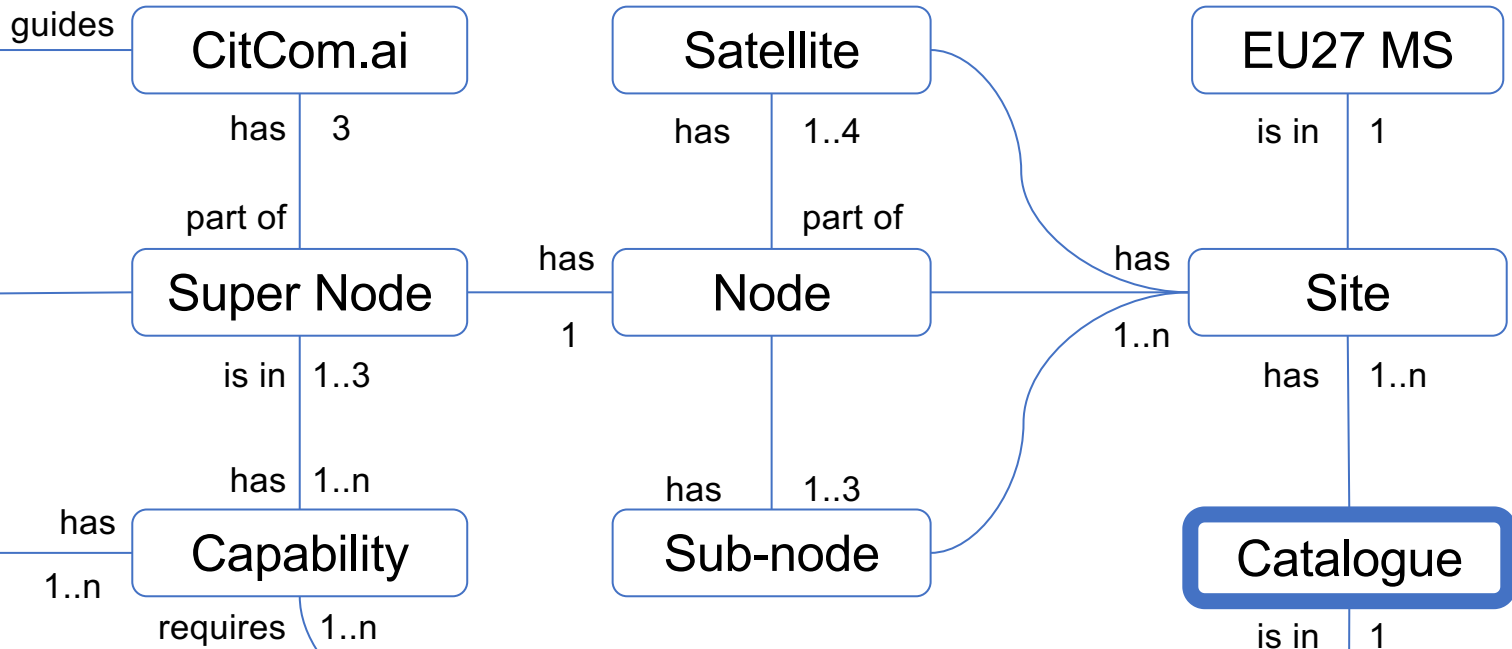 guides
CitCom.ai
Satellite
EU27 MS
has 3
has 1..4
is in 1
part of
part of
has
has
Super Node
Node
Site
1
1..n
is in 1..3
has 1..n
has 1..n
has 1..3
has
Capability
Sub-node
Catalogue
1..n
requires 1..n
is in 1